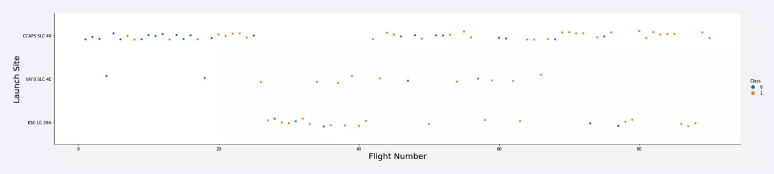 CCAFS SLC 40
VAFB SLC 4E
KSC LC 39A
Launch Site
0
20
40
60
80
Flight Number
Class
0
1